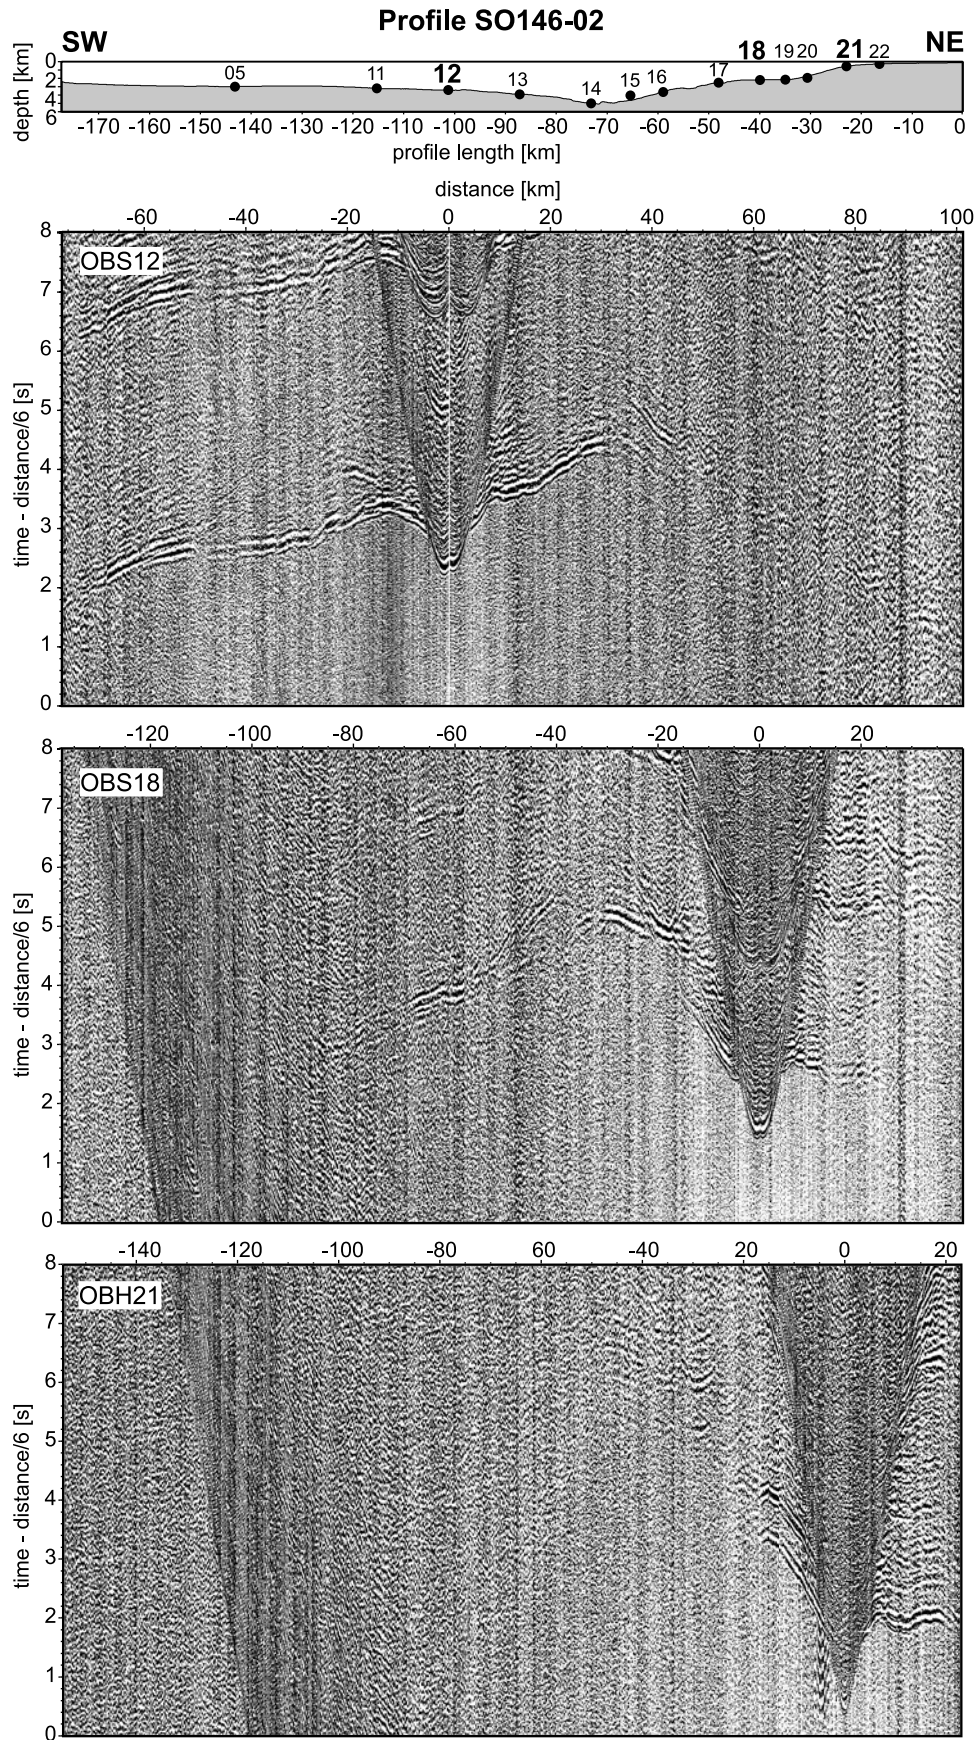 Profile SO146-02
SW NE
05 11 12 13 14 15 16 17 18 19 20 21 22
depth [km]
0
2
4
6
-170 -160 -150 -140 -130 -120 -110 -100 -90 -80 -70 -60 -50 -40 -30 -20 -10 0
profile length [km]
distance [km]
-60 -40 -20 0 20 40 60 80 100
OBS12
time - distance/6 [s]
8
7
6
5
4
3
2
1
0
-120 -100 -80 -60 -40 -20 0 20
OBS18
time - distance/6 [s]
8
7
6
5
4
3
2
1
0
-140 -120 -100 -80 -60 60 40 20 0 20
OBH21
time - distance/6 [s]
8
7
6
5
4
3
2
1
0